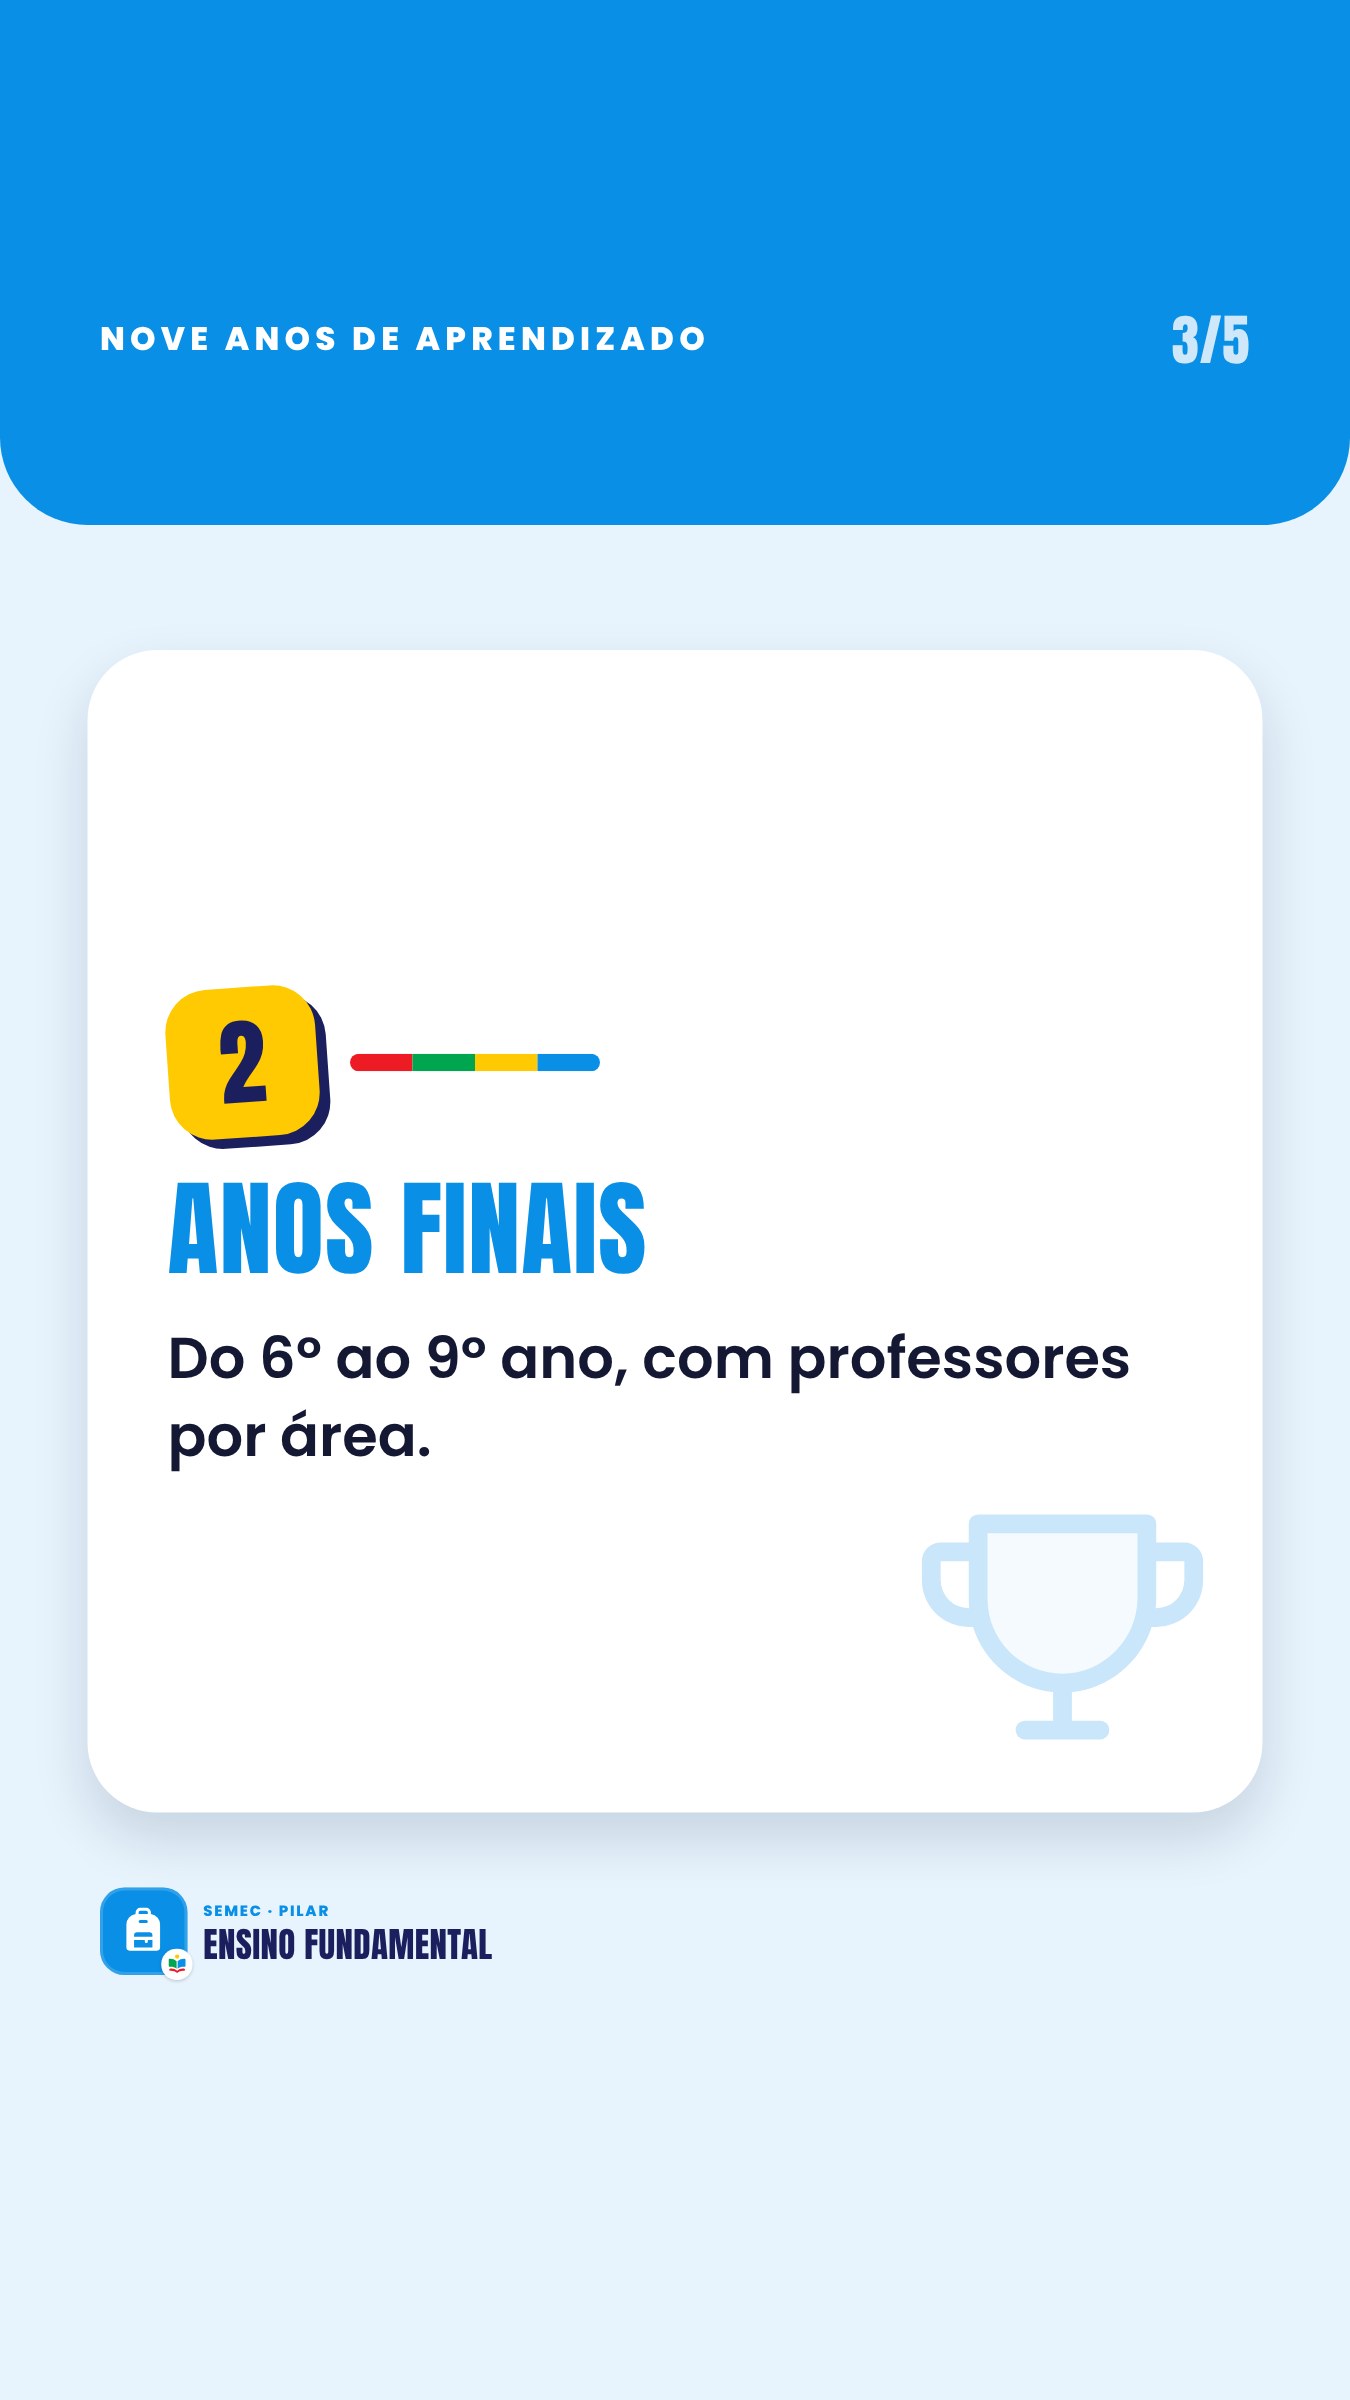 NOVE ANOS DE APRENDIZADO
3/5
2
ANOS FINAIS
Do 6º ao 9º ano, com professores
por área.
SEMEC · PILAR
ENSINO FUNDAMENTAL